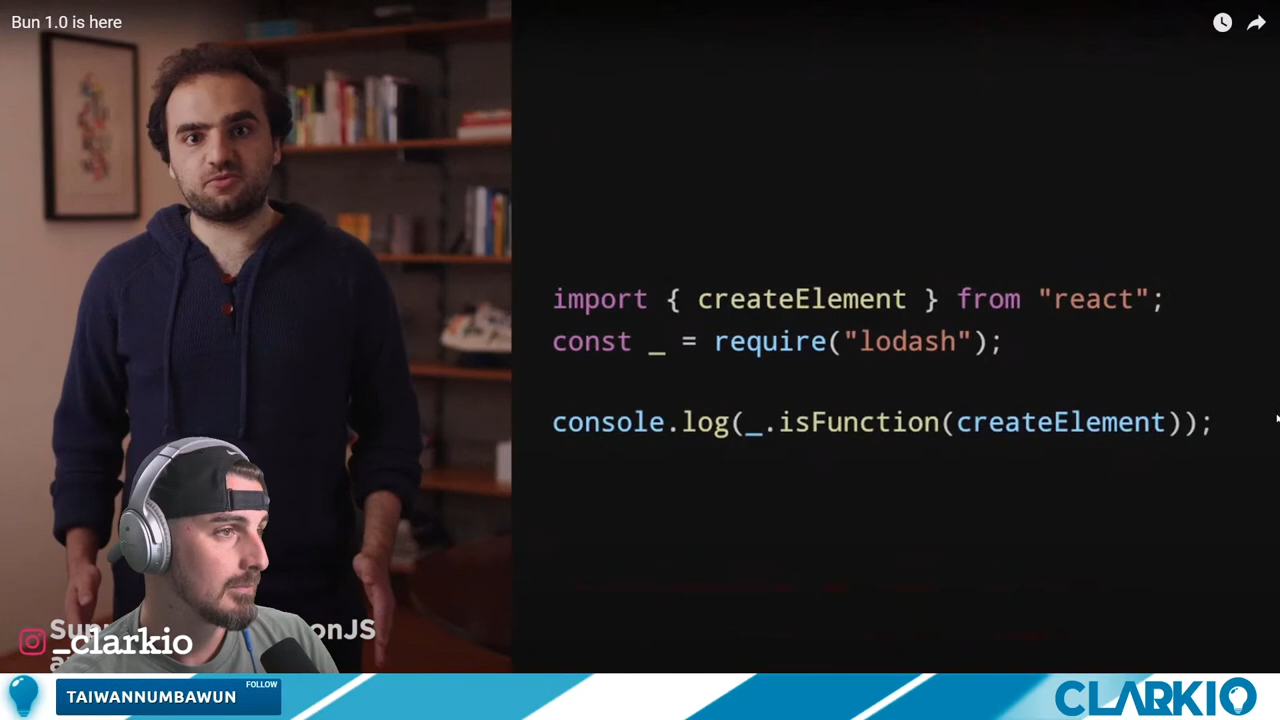 Bun 1.0 is here
import { createElement } from "react";
const _ = require("lodash");
console.log(_.isFunction(createElement));
onJS
_clarkio
FOLLOW
TAIWANNUMBAWUN
CLARKIO